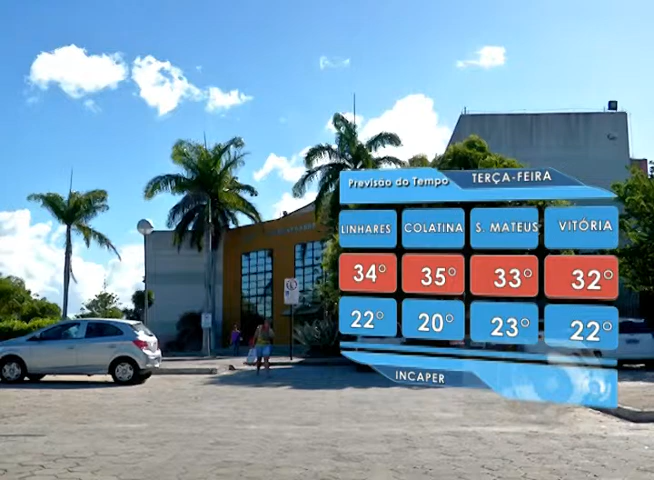 Previsão do Tempo TERÇA-FEIRA
LINHARES COLATINA S. MATEUS VITÓRIA
34° 35° 33° 32°
22° 20° 23° 22°
INCAPER